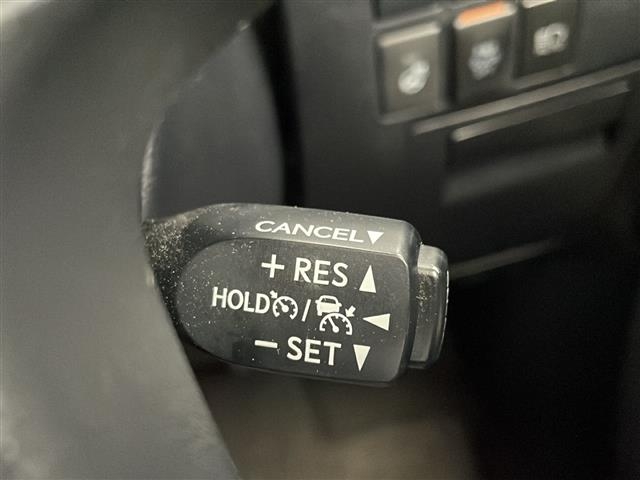 CANCEL▼
+ RES ▲
HOLD / ◀
− SET ▼